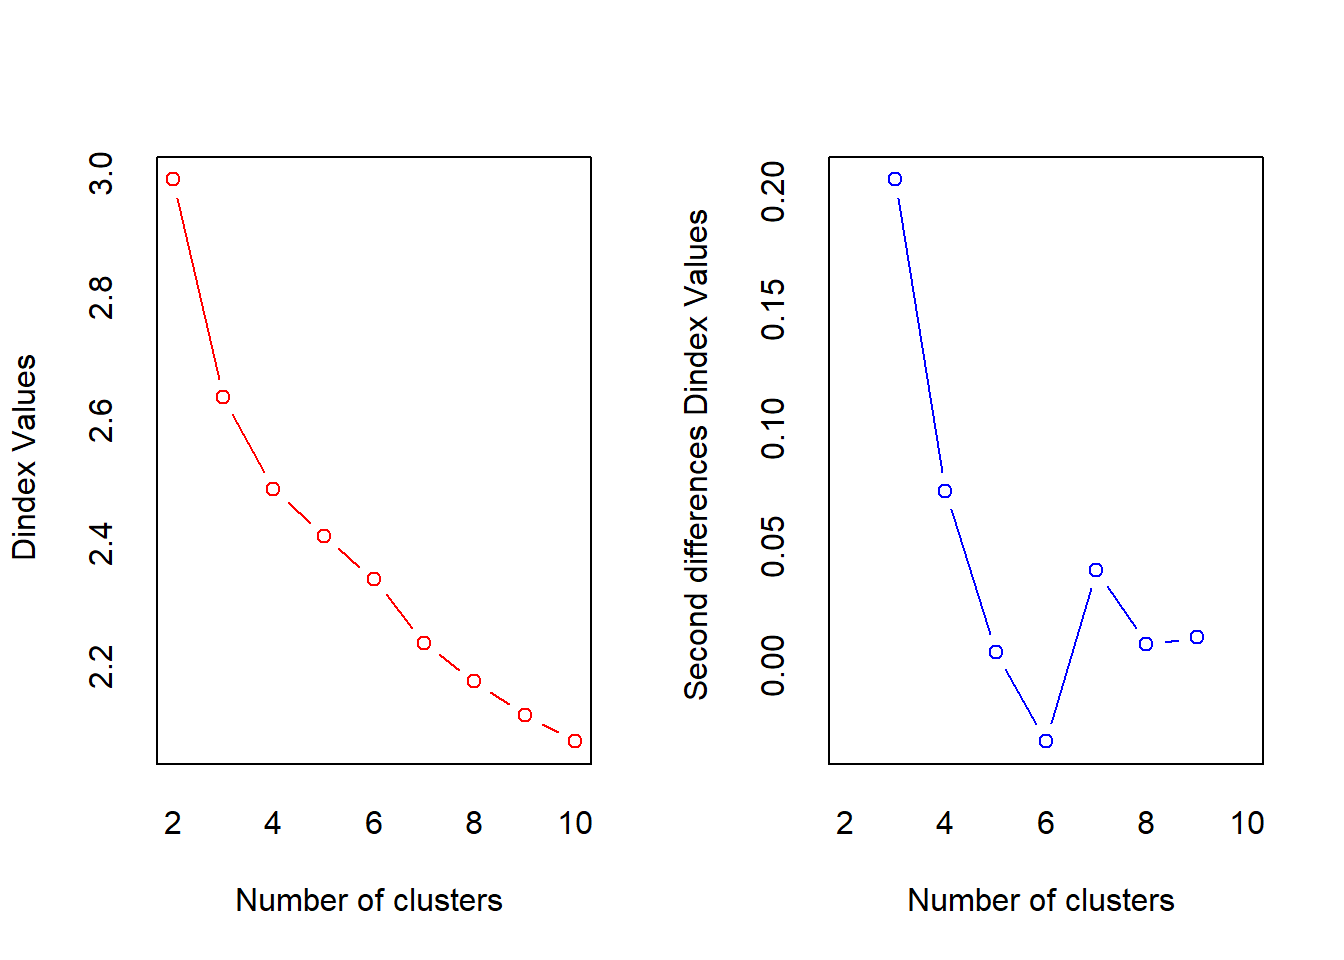 Dindex Values
3.0
2.8
2.6
2.4
2.2
2 4 6 8 10
Number of clusters
Second differences Dindex Values
0.20
0.15
0.10
0.05
0.00
2 4 6 8 10
Number of clusters